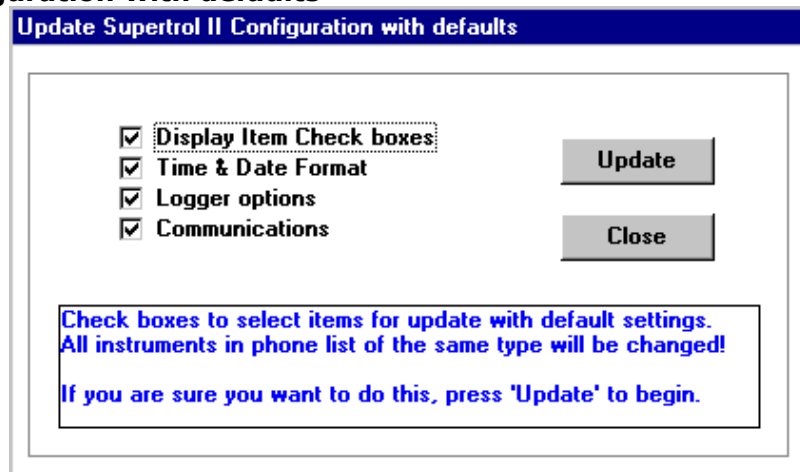 Update Supertrol II Configuration with defaults
Display Item Check boxes
Time & Date Format
Logger options
Communications
Update
Close
Check boxes to select items for update with default settings.
All instruments in phone list of the same type will be changed!
If you are sure you want to do this, press 'Update' to begin.